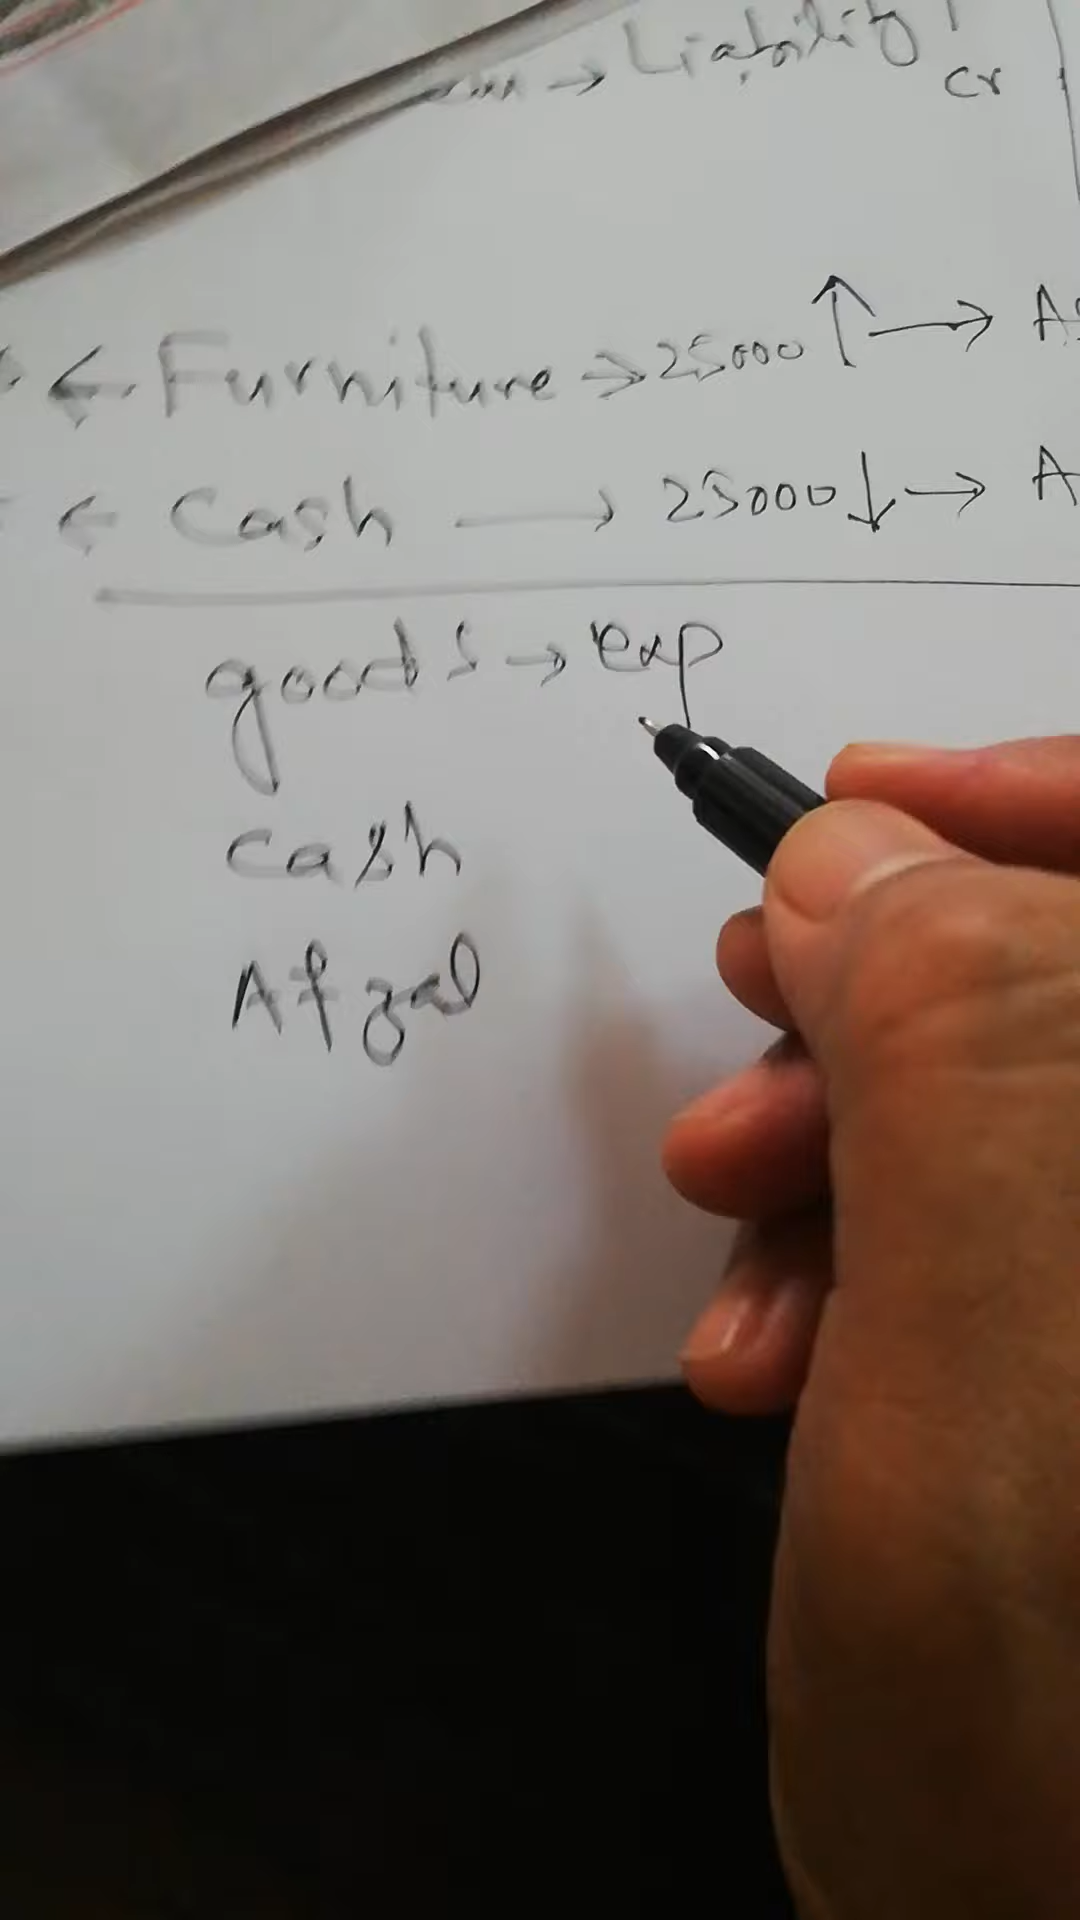 → Liability
Cr
← Furniture → 25000 ↑ → A
← Cash → 25000 ↓ → A
goods → exp
cash
Afzal